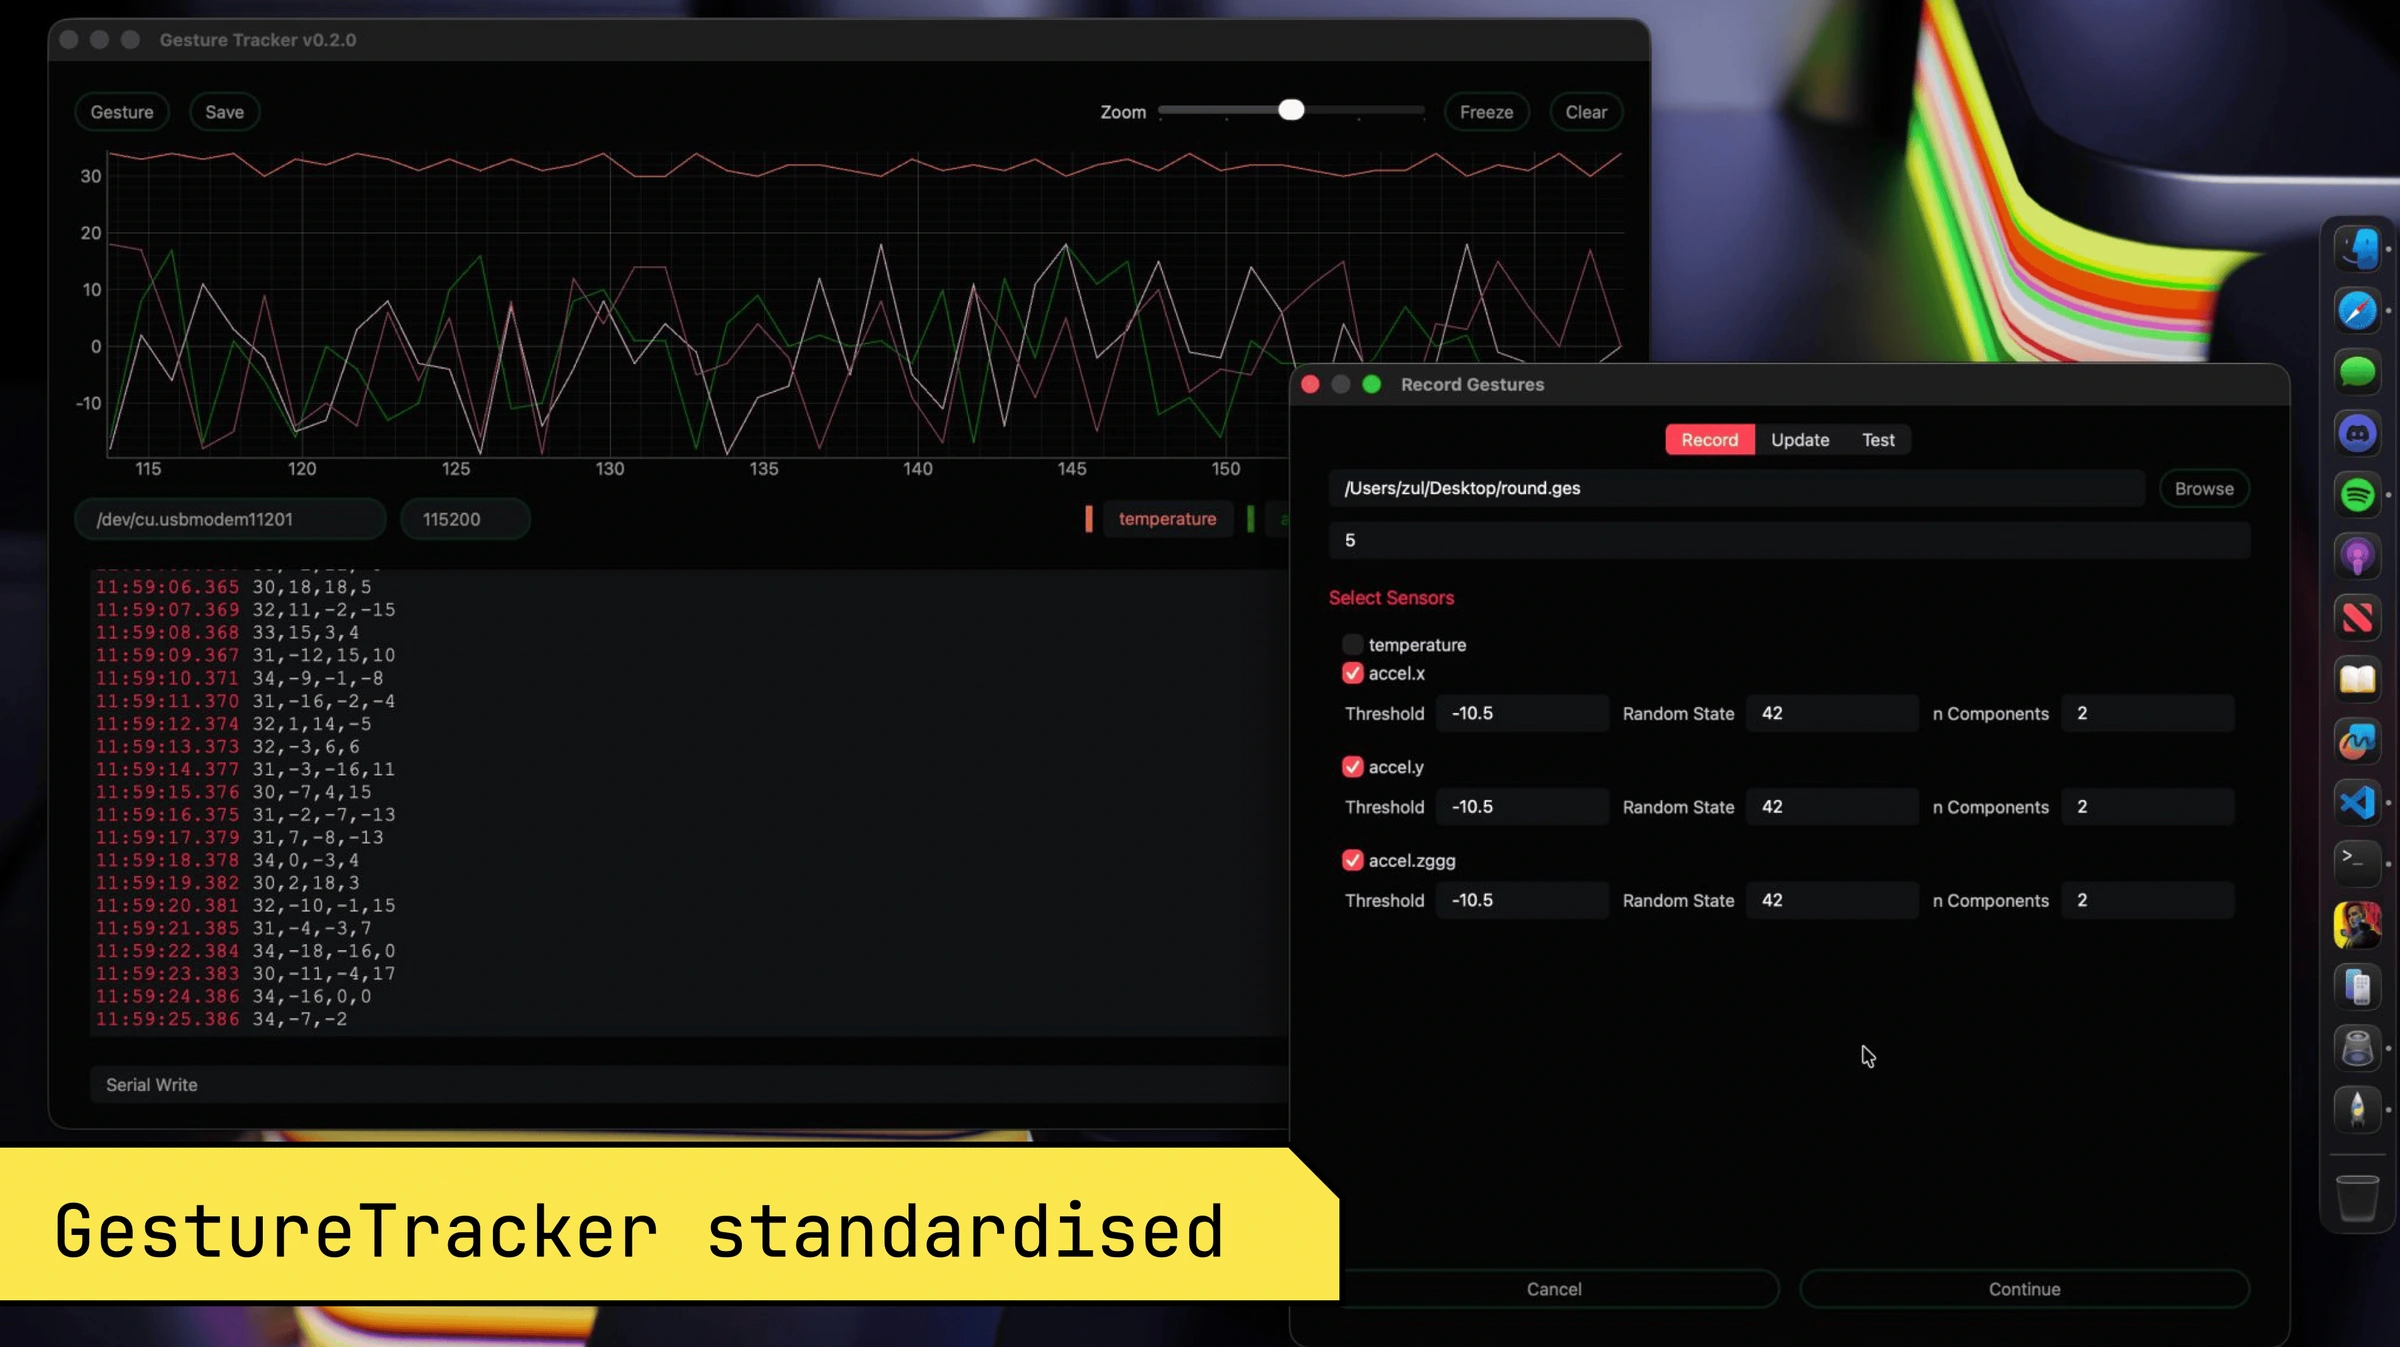 Gesture Tracker v0.2.0
Gesture Save Zoom Freeze Clear
30
20
10
0
-10
115 120 125 130 135 140 145 150
/dev/cu.usbmodem11201 115200 temperature
11:59:06.365 30,18,18,5
11:59:07.369 32,11,-2,-15
11:59:08.368 33,15,3,4
11:59:09.367 31,-12,15,10
11:59:10.371 34,-9,-1,-8
11:59:11.370 31,-16,-2,-4
11:59:12.374 32,1,14,-5
11:59:13.373 32,-3,6,6
11:59:14.377 31,-3,-16,11
11:59:15.376 30,-7,4,15
11:59:16.375 31,-2,-7,-13
11:59:17.379 31,7,-8,-13
11:59:18.378 34,0,-3,4
11:59:19.382 30,2,18,3
11:59:20.381 32,-10,-1,15
11:59:21.385 31,-4,-3,7
11:59:22.384 34,-18,-16,0
11:59:23.383 30,-11,-4,17
11:59:24.386 34,-16,0,0
11:59:25.386 34,-7,-2
Serial Write
Record Gestures
Record Update Test
/Users/zul/Desktop/round.ges Browse
5
Select Sensors
temperature
accel.x
Threshold -10.5 Random State 42 n Components 2
accel.y
Threshold -10.5 Random State 42 n Components 2
accel.zggg
Threshold -10.5 Random State 42 n Components 2
Cancel Continue
GestureTracker standardised